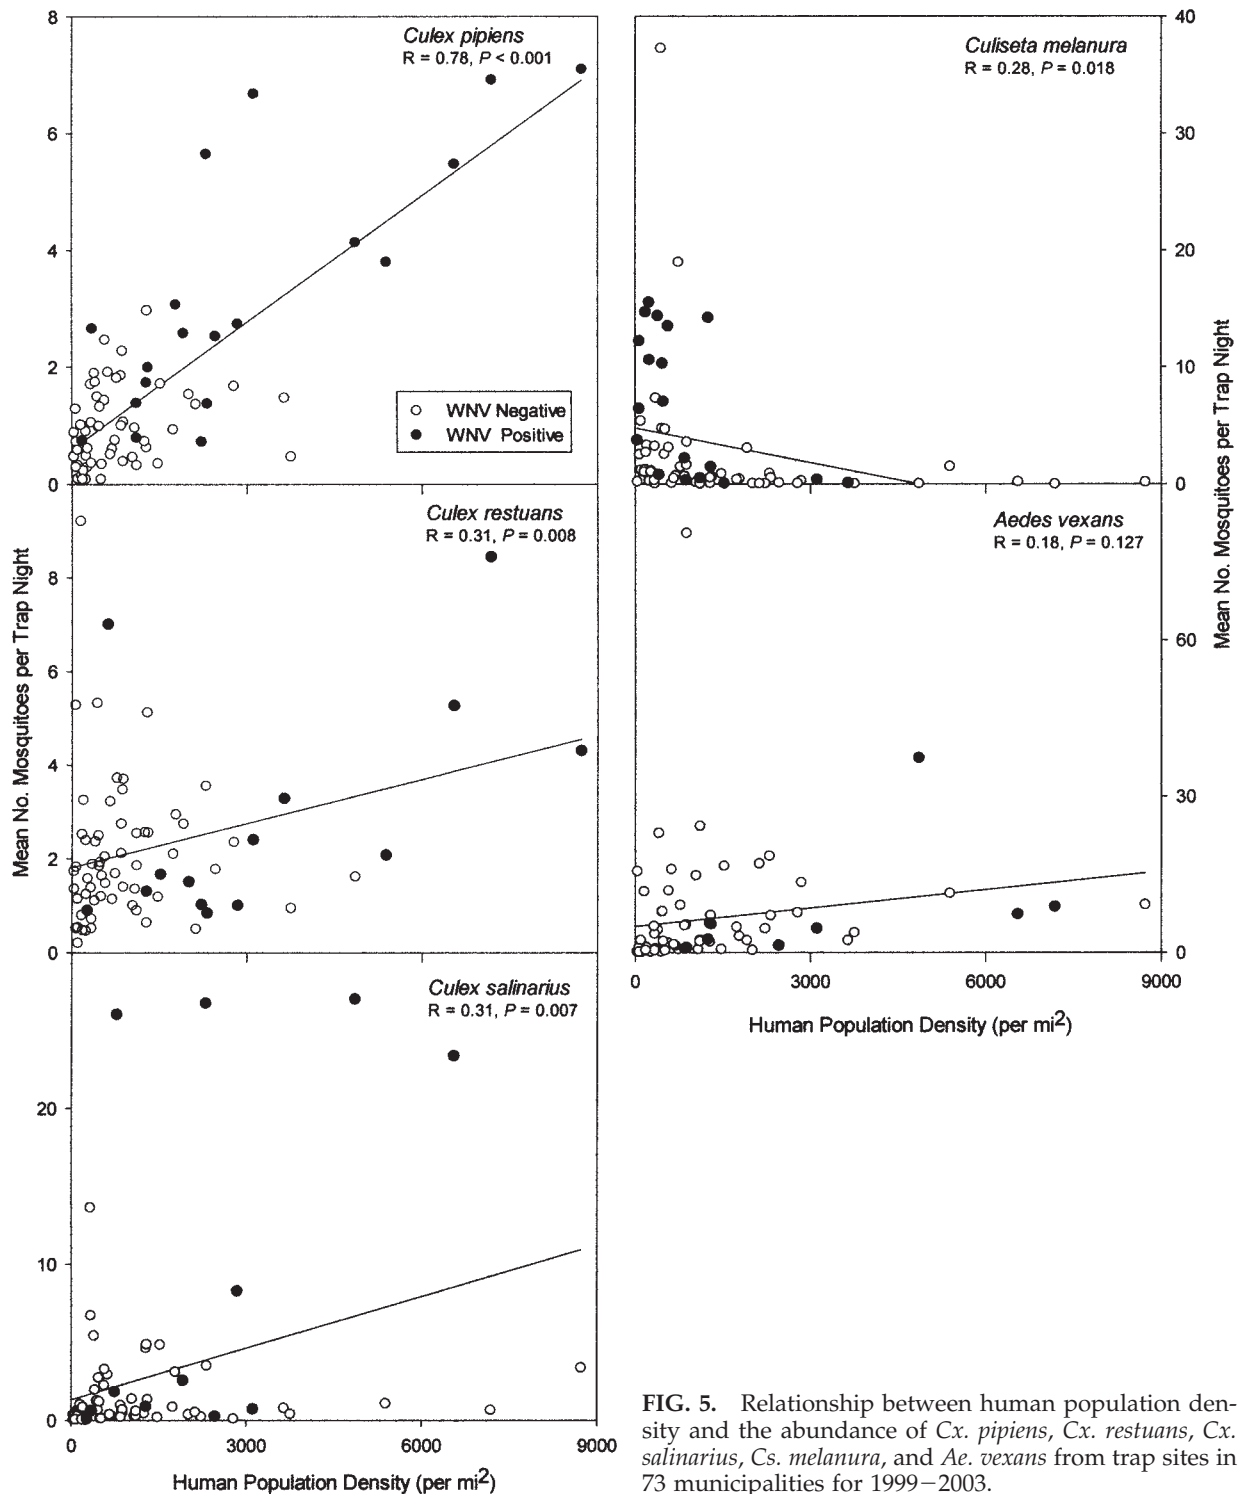 8
Culex pipiens
R = 0.78, P < 0.001
6
4
2
WNV Negative
WNV Positive
0
Culex restuans
R = 0.31, P = 0.008
8
6
4
2
0
Mean No. Mosquitoes per Trap Night
Culex salinarius
R = 0.31, P = 0.007
20
10
0
0 3000 6000 9000
Human Population Density (per mi2)
40
Culiseta melanura
R = 0.28, P = 0.018
30
20
10
0
Mean No. Mosquitoes per Trap Night
Aedes vexans
R = 0.18, P = 0.127
60
30
0
0 3000 6000 9000
Human Population Density (per mi2)
FIG. 5. Relationship between human population den-
sity and the abundance of Cx. pipiens, Cx. restuans, Cx.
salinarius, Cs. melanura, and Ae. vexans from trap sites in
73 municipalities for 1999–2003.